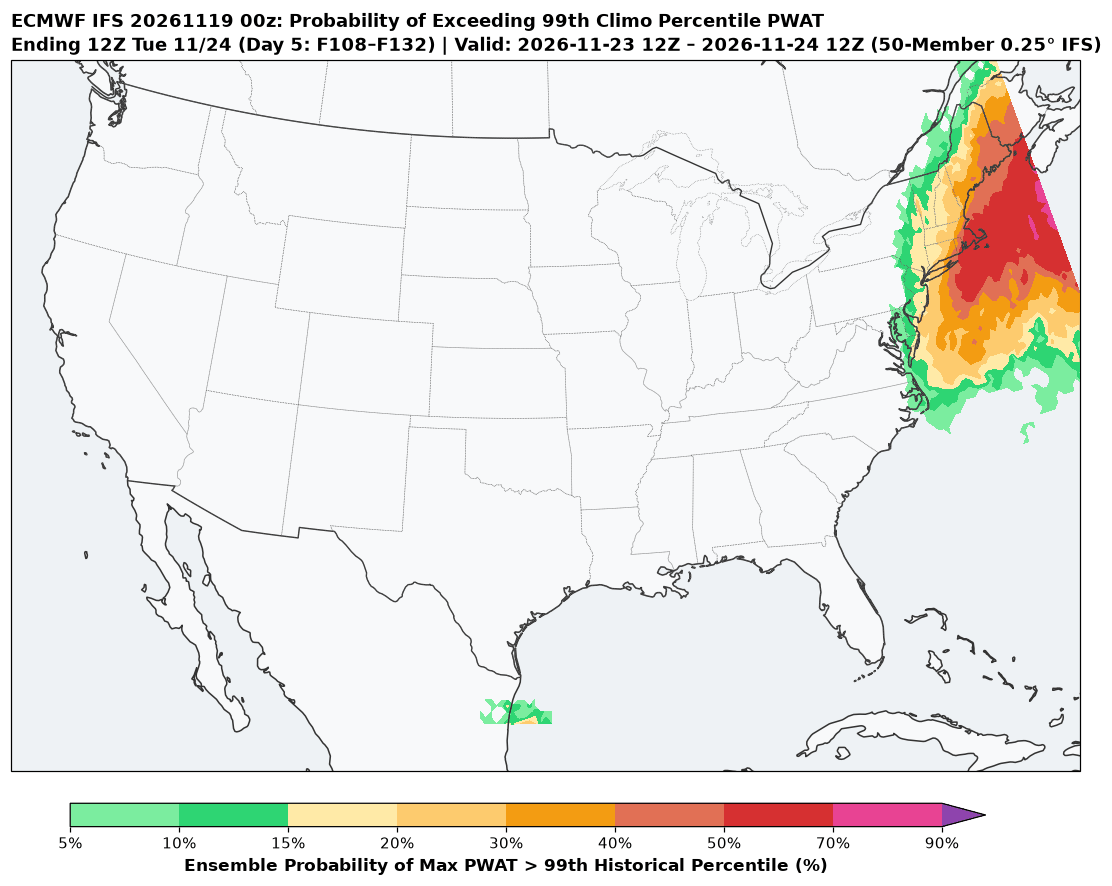 ECMWF IFS 20261119 00z: Probability of Exceeding 99th Climo Percentile PWAT
Ending 12Z Tue 11/24 (Day 5: F108–F132) | Valid: 2026-11-23 12Z – 2026-11-24 12Z (50-Member 0.25° IFS)
5% 10% 15% 20% 30% 40% 50% 70% 90%
Ensemble Probability of Max PWAT > 99th Historical Percentile (%)